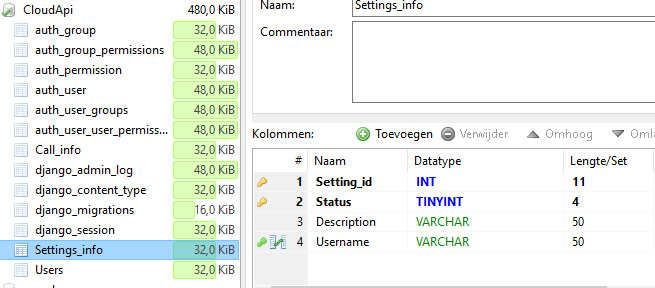 CloudApi 480,0 KiB
auth_group 32,0 KiB
auth_group_permissions 48,0 KiB
auth_permission 32,0 KiB
auth_user 48,0 KiB
auth_user_groups 48,0 KiB
auth_user_user_permiss... 48,0 KiB
Call_info 32,0 KiB
django_admin_log 48,0 KiB
django_content_type 32,0 KiB
django_migrations 16,0 KiB
django_session 32,0 KiB
Settings_info 32,0 KiB
Users 32,0 KiB
Naam: Settings_info
Commentaar:
Kolommen: Toevoegen Verwijder Omhoog Omla
# Naam Datatype Lengte/Set
1 Setting_id INT 11
2 Status TINYINT 4
3 Description VARCHAR 50
4 Username VARCHAR 50